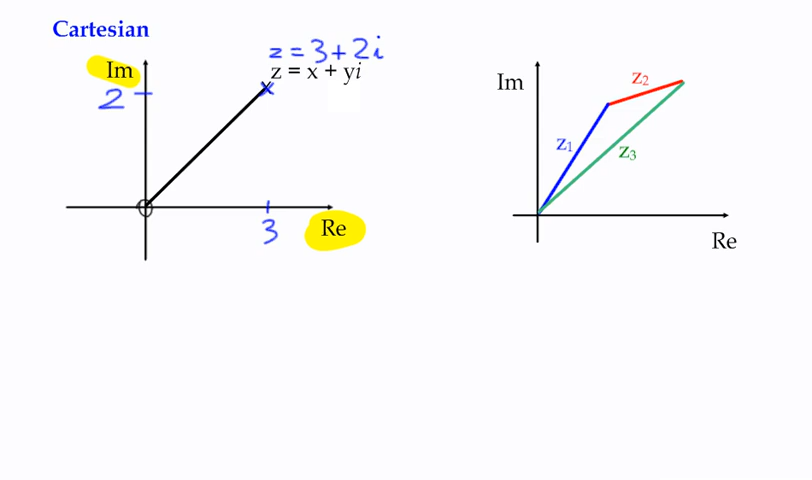 Cartesian
z = 3 + 2i
z = x + yi
Im
2
3
Re
Im
z₂
z₁
z₃
Re